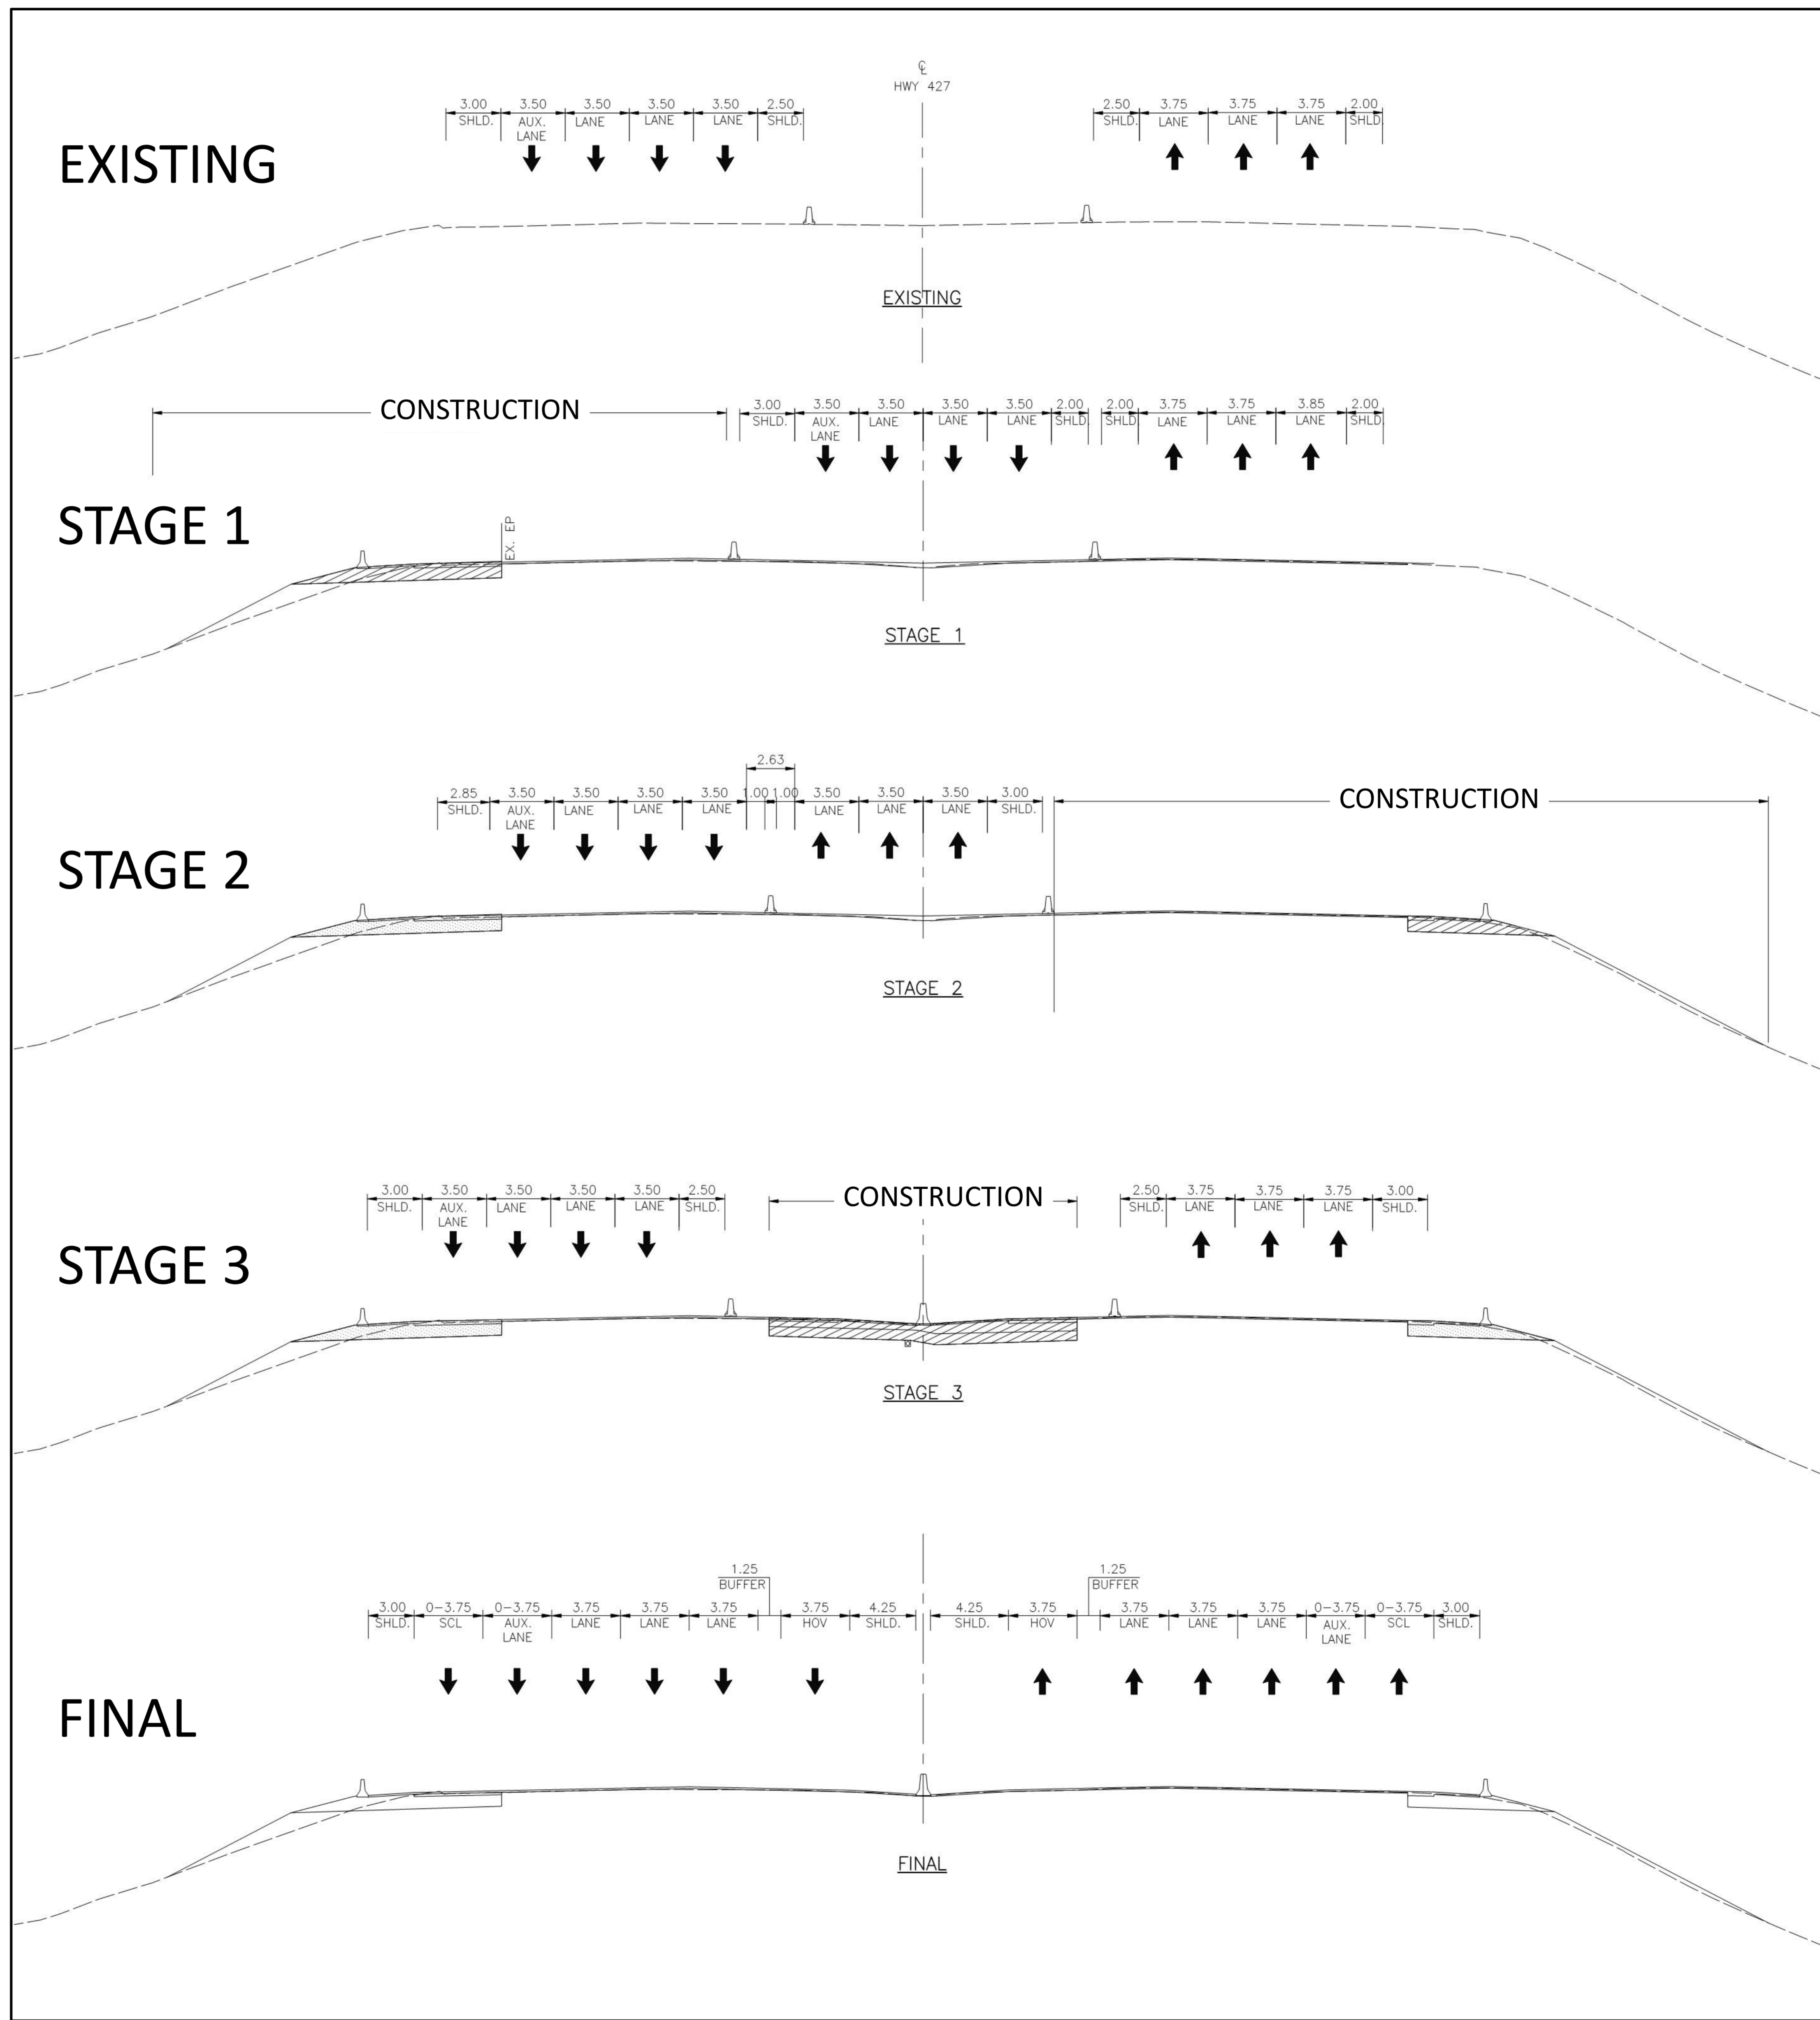 ℄
HWY 427
3.00 3.50 3.50 3.50 3.50 2.50 2.50 3.75 3.75 3.75 2.00
SHLD. AUX. LANE LANE LANE LANE SHLD. SHLD. LANE LANE LANE SHLD.
EXISTING
EXISTING
CONSTRUCTION
3.00 3.50 3.50 3.50 3.50 2.00 2.00 3.75 3.75 3.85 2.00
SHLD. AUX. LANE LANE LANE LANE SHLD. SHLD. LANE LANE LANE SHLD.
STAGE 1
EX. EP
STAGE 1
2.63
2.85 3.50 3.50 3.50 3.50 1.00 1.00 3.50 3.50 3.50 3.00
SHLD. AUX. LANE LANE LANE LANE LANE LANE LANE SHLD.
CONSTRUCTION
STAGE 2
STAGE 2
3.00 3.50 3.50 3.50 3.50 2.50 CONSTRUCTION 2.50 3.75 3.75 3.75 3.00
SHLD. AUX. LANE LANE LANE LANE SHLD. SHLD. LANE LANE LANE SHLD.
STAGE 3
STAGE 3
1.25 1.25
BUFFER BUFFER
3.00 0-3.75 0-3.75 3.75 3.75 3.75 3.75 4.25 4.25 3.75 3.75 3.75 3.75 0-3.75 0-3.75 3.00
SHLD. SCL AUX. LANE LANE LANE LANE HOV SHLD. SHLD. HOV LANE LANE LANE AUX. LANE SCL SHLD.
FINAL
FINAL